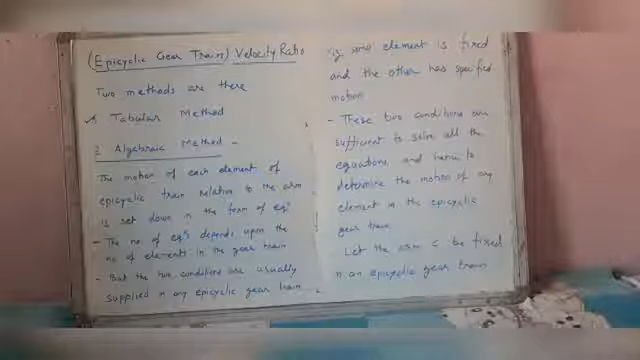 (Epicyclic Gear Train) Velocity Ratio
Two methods are there
Tabular Method
2 Algebraic Method -
The motion of each element of
epicyclic train relative to the arm
is set down in the form of eqⁿ
- The no of eqⁿs depends upon the
no of elements in the gear train
- But the two conditions are usually
supplied in any epicyclic gear train
some element is fixed
and the other has specified
motion
- These two conditions are
sufficient to solve all the
equations, and hence to
determine the motion of any
element in the epicyclic
gear train
Let the arm C be fixed
in an epicyclic gear train